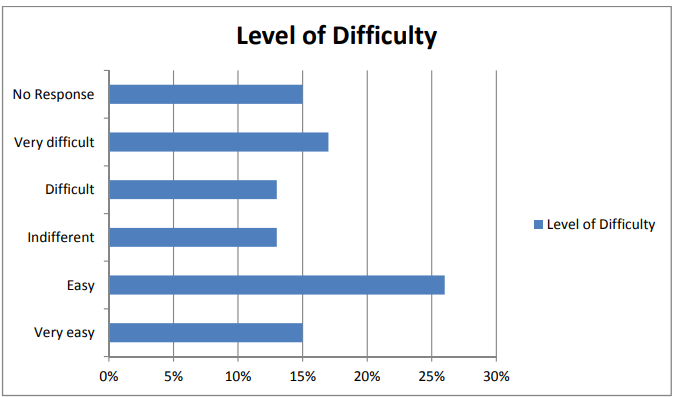 Level of Difficulty
No Response
Very difficult
Difficult
Indifferent
Easy
Very easy
Level of Difficulty
0% 5% 10% 15% 20% 25% 30%